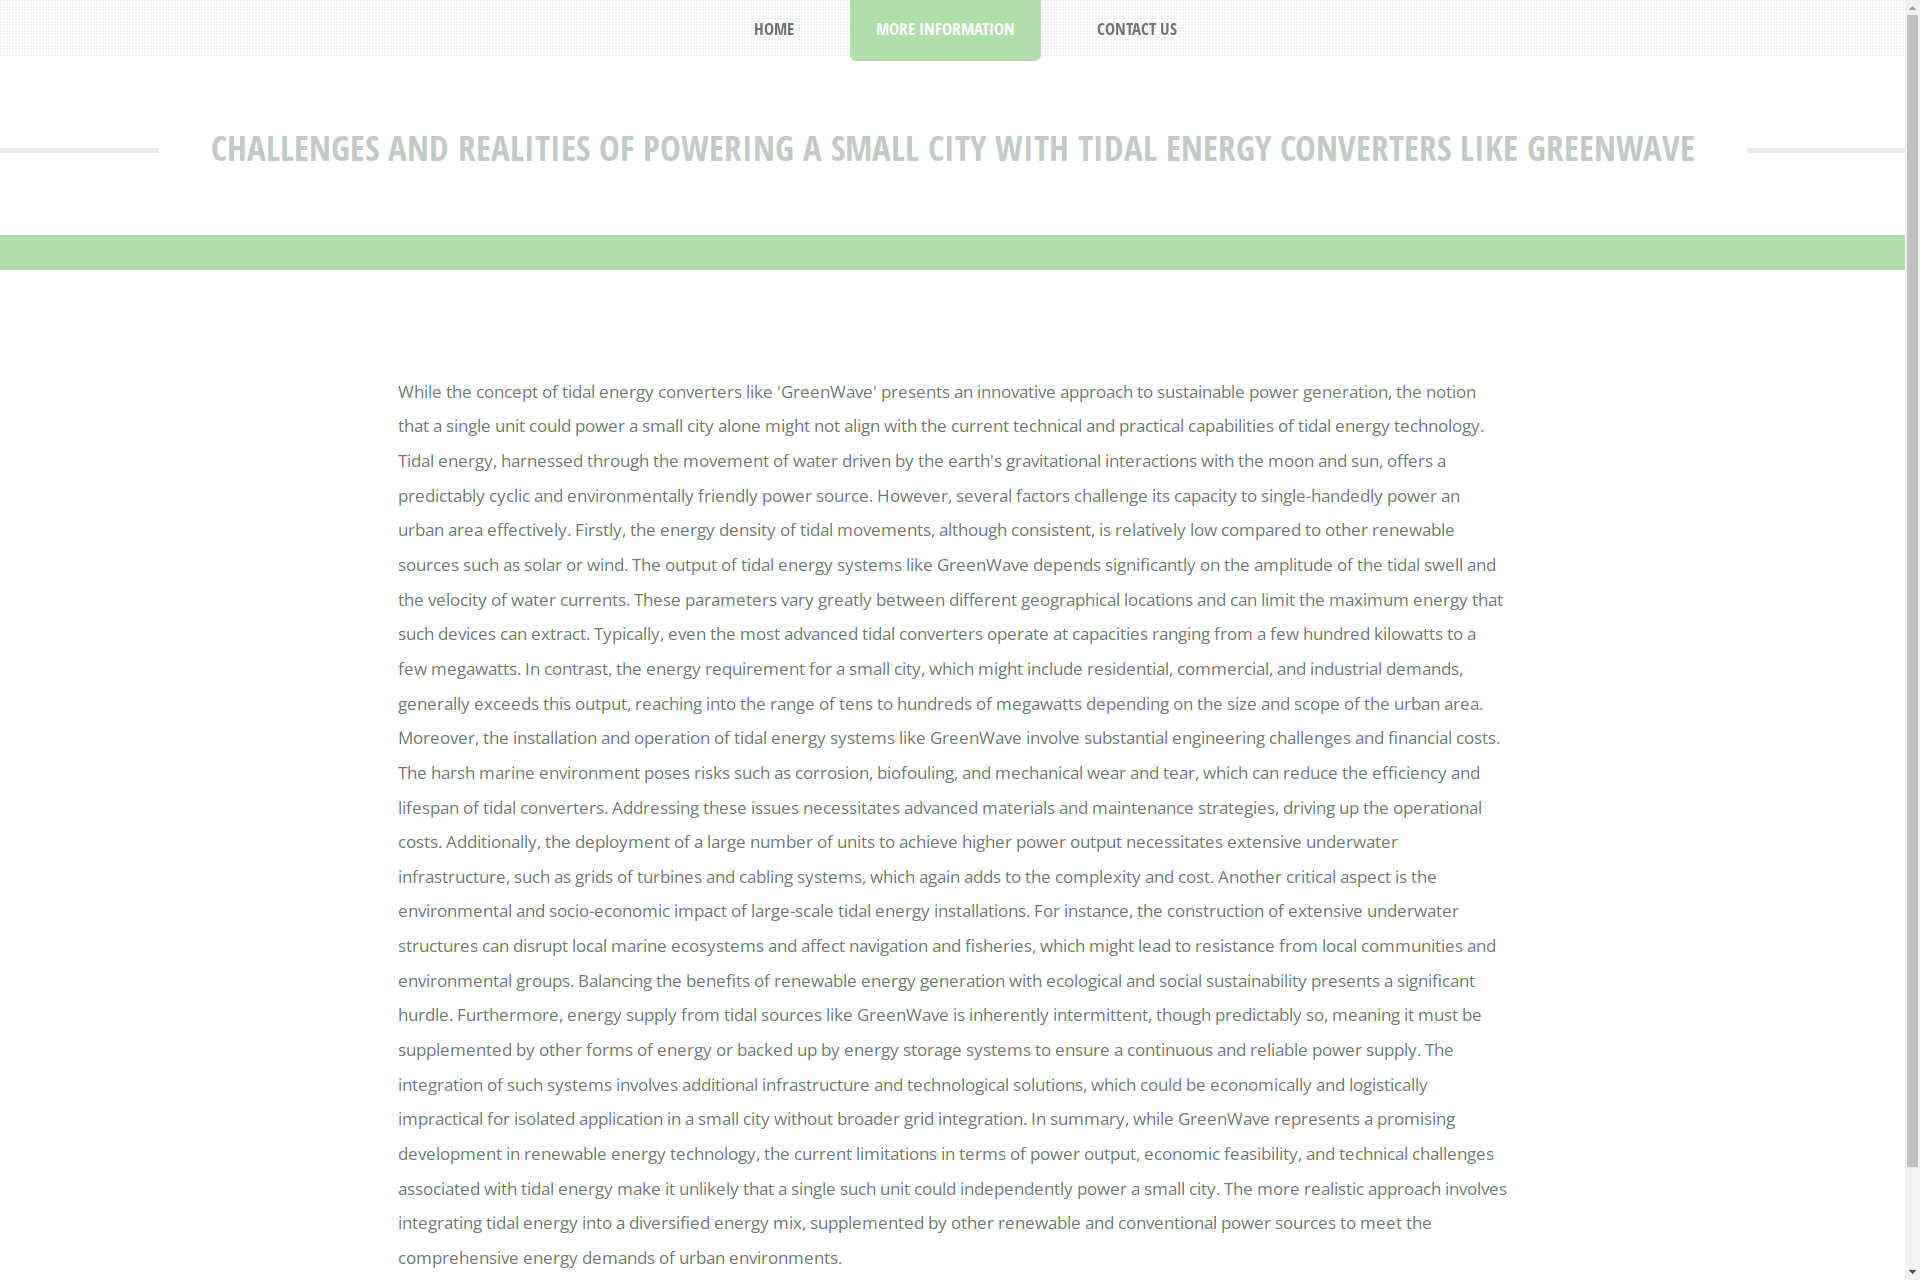 HOME
MORE INFORMATION
CONTACT US
CHALLENGES AND REALITIES OF POWERING A SMALL CITY WITH TIDAL ENERGY CONVERTERS LIKE GREENWAVE
While the concept of tidal energy converters like 'GreenWave' presents an innovative approach to sustainable power generation, the notion
that a single unit could power a small city alone might not align with the current technical and practical capabilities of tidal energy technology.
Tidal energy, harnessed through the movement of water driven by the earth's gravitational interactions with the moon and sun, offers a
predictably cyclic and environmentally friendly power source. However, several factors challenge its capacity to single-handedly power an
urban area effectively. Firstly, the energy density of tidal movements, although consistent, is relatively low compared to other renewable
sources such as solar or wind. The output of tidal energy systems like GreenWave depends significantly on the amplitude of the tidal swell and
the velocity of water currents. These parameters vary greatly between different geographical locations and can limit the maximum energy that
such devices can extract. Typically, even the most advanced tidal converters operate at capacities ranging from a few hundred kilowatts to a
few megawatts. In contrast, the energy requirement for a small city, which might include residential, commercial, and industrial demands,
generally exceeds this output, reaching into the range of tens to hundreds of megawatts depending on the size and scope of the urban area.
Moreover, the installation and operation of tidal energy systems like GreenWave involve substantial engineering challenges and financial costs.
The harsh marine environment poses risks such as corrosion, biofouling, and mechanical wear and tear, which can reduce the efficiency and
lifespan of tidal converters. Addressing these issues necessitates advanced materials and maintenance strategies, driving up the operational
costs. Additionally, the deployment of a large number of units to achieve higher power output necessitates extensive underwater
infrastructure, such as grids of turbines and cabling systems, which again adds to the complexity and cost. Another critical aspect is the
environmental and socio-economic impact of large-scale tidal energy installations. For instance, the construction of extensive underwater
structures can disrupt local marine ecosystems and affect navigation and fisheries, which might lead to resistance from local communities and
environmental groups. Balancing the benefits of renewable energy generation with ecological and social sustainability presents a significant
hurdle. Furthermore, energy supply from tidal sources like GreenWave is inherently intermittent, though predictably so, meaning it must be
supplemented by other forms of energy or backed up by energy storage systems to ensure a continuous and reliable power supply. The
integration of such systems involves additional infrastructure and technological solutions, which could be economically and logistically
impractical for isolated application in a small city without broader grid integration. In summary, while GreenWave represents a promising
development in renewable energy technology, the current limitations in terms of power output, economic feasibility, and technical challenges
associated with tidal energy make it unlikely that a single such unit could independently power a small city. The more realistic approach involves
integrating tidal energy into a diversified energy mix, supplemented by other renewable and conventional power sources to meet the
comprehensive energy demands of urban environments.